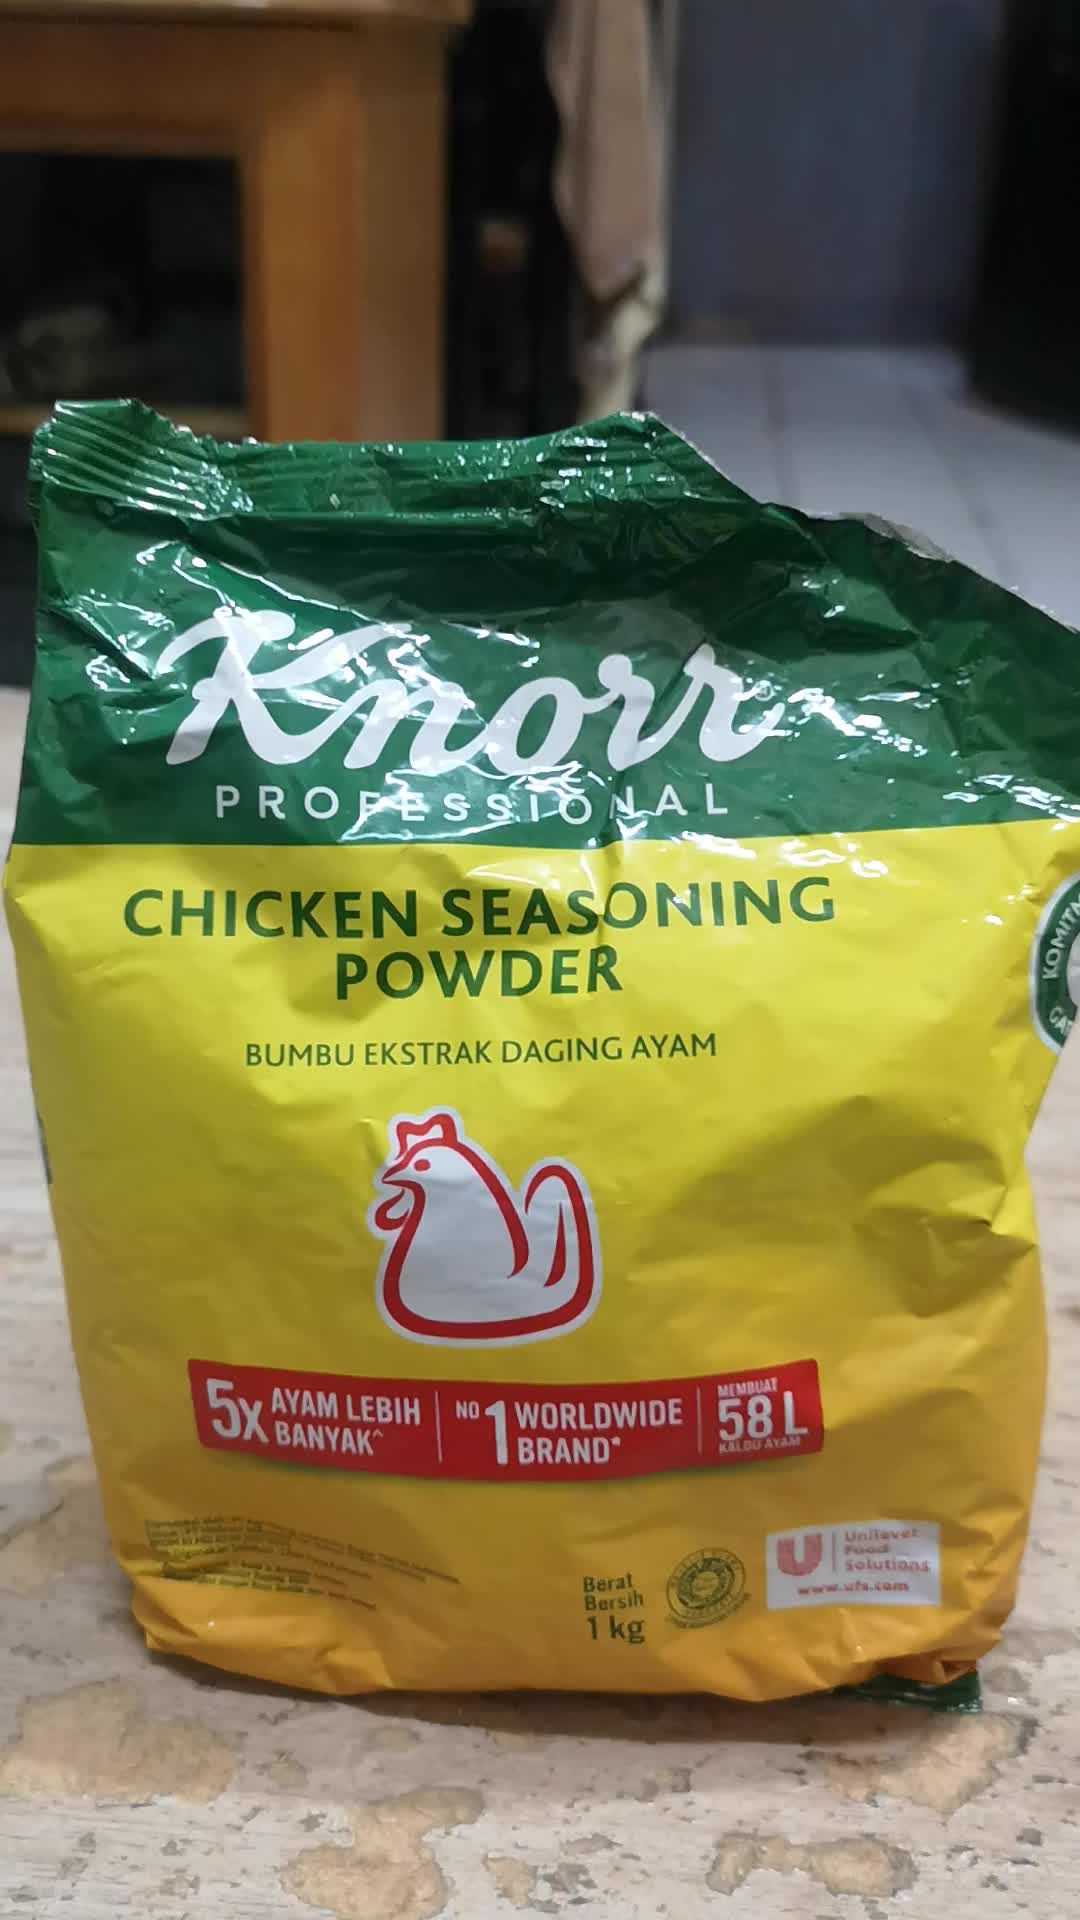 Knorr
PROFESSIONAL
CHICKEN SEASONING
POWDER
BUMBU EKSTRAK DAGING AYAM
KOMITA
5x AYAM LEBIH
BANYAK^
NO 1 WORLDWIDE
BRAND*
MEMBUAT
58 L
KALDU AYAM
Berat
Bersih
1 kg
U
Unilever
Food
Solutions
www.ufs.com